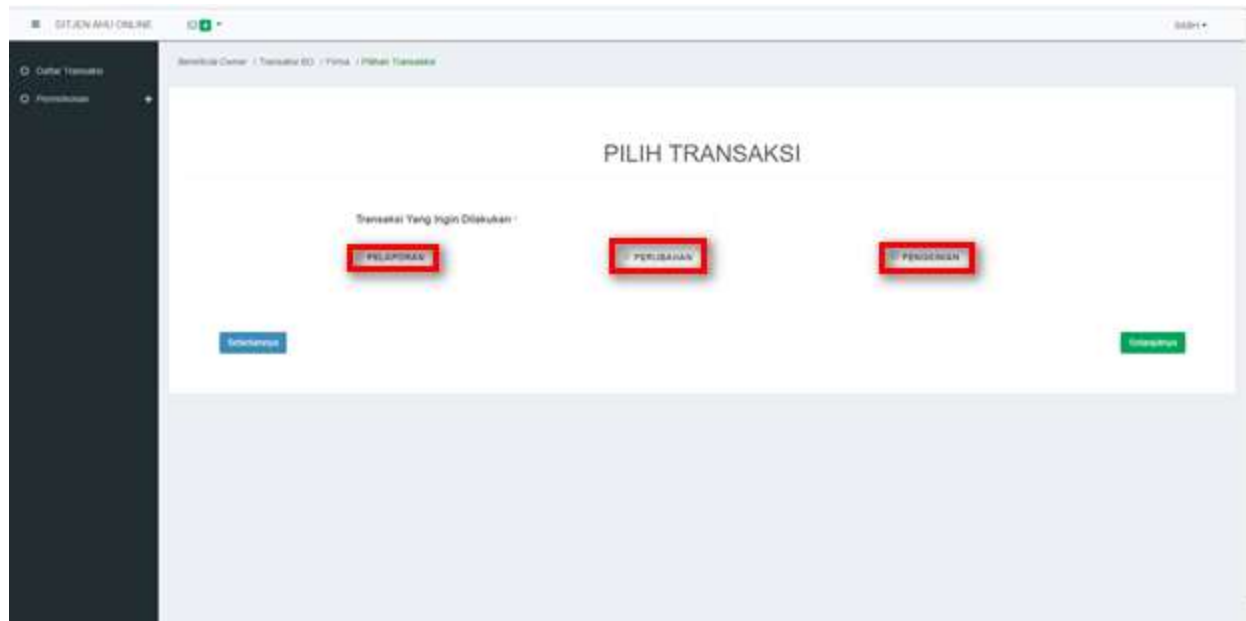 DITJEN AHU ONLINE
Daftar Transaksi
Permohonan
Beneficial Owner / Transaksi BO / Firma / Pilihan Transaksi
PILIH TRANSAKSI
Transaksi Yang Ingin Dilakukan *
PELAPORAN PERUBAHAN PENGKINIAN
Sebelumnya Selanjutnya